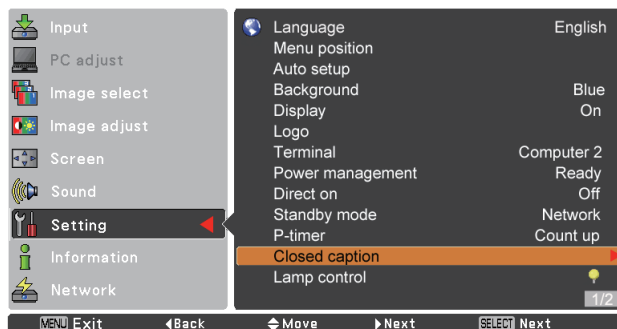 Input
PC adjust
Image select
Image adjust
Screen
Sound
Setting
Information
Network
Language English
Menu position
Auto setup
Background Blue
Display On
Logo
Terminal Computer 2
Power management Ready
Direct on Off
Standby mode Network
P-timer Count up
Closed caption
Lamp control
1/2
MENU Exit Back Move Next SELECT Next